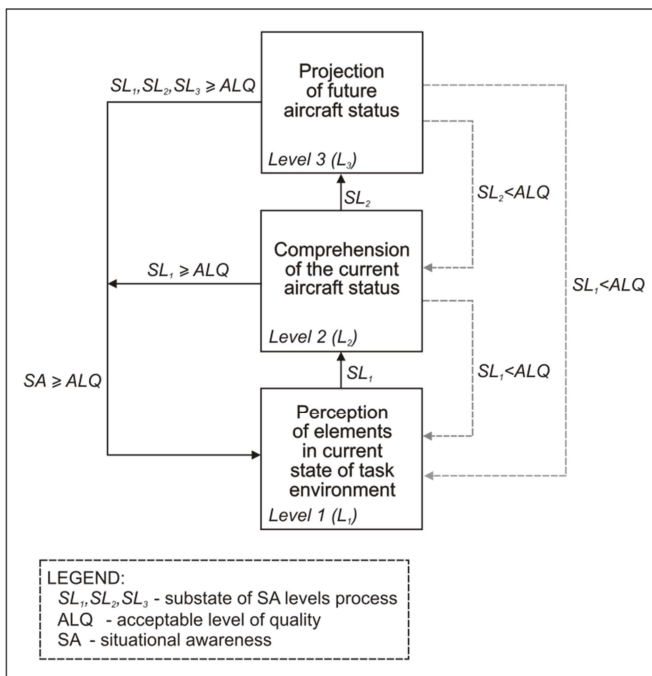 Projection
of future
aircraft status
Level 3 (L₃)
SL₁,SL₂,SL₃ ⩾ ALQ
SL₂<ALQ
SL₂
Comprehension
of the current
aircraft status
Level 2 (L₂)
SL₁ ⩾ ALQ
SL₁<ALQ
SL₁<ALQ
SL₁
SA ⩾ ALQ
Perception
of elements
in current
state of task
environment
Level 1 (L₁)
LEGEND:
SL₁,SL₂,SL₃ - substate of SA levels process
ALQ - acceptable level of quality
SA - situational awareness